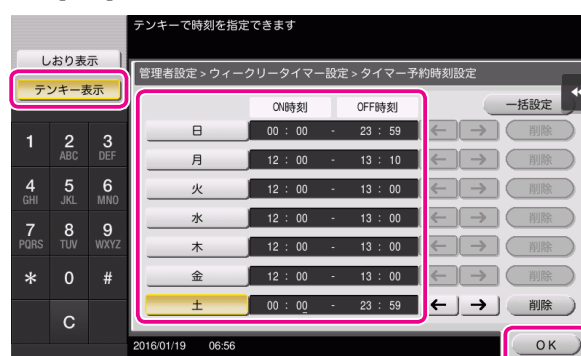 テンキーで時刻を指定できます
しおり表示
テンキー表示
管理者設定 > ウィークリータイマー設定 > タイマー予約時刻設定
ON時刻 OFF時刻 一括設定
日 00 : 00 - 23 : 59 ← → 削除
月 12 : 00 - 13 : 10 ← → 削除
火 12 : 00 - 13 : 00 ← → 削除
水 12 : 00 - 13 : 00 ← → 削除
木 12 : 00 - 13 : 00 ← → 削除
金 12 : 00 - 13 : 00 ← → 削除
土 00 : 00 - 23 : 59 ← → 削除
1 2 ABC 3 DEF
4 GHI 5 JKL 6 MNO
7 PQRS 8 TUV 9 WXYZ
* 0 #
C
2016/01/19 06:56
OK